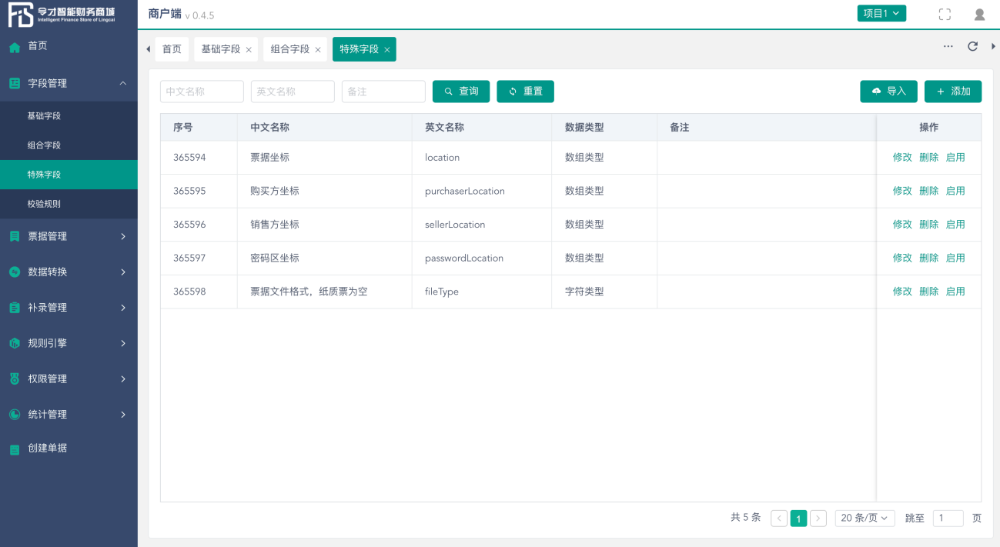 令才智能财务商城
Intelligent Finance Store of Lingcai
首页
字段管理
基础字段
组合字段
特殊字段
校验规则
票据管理
数据转换
补录管理
规则引擎
权限管理
统计管理
创建单据
商户端 v 0.4.5
项目1
首页 基础字段 × 组合字段 × 特殊字段 ×
中文名称 英文名称 备注 查询 重置 导入 + 添加
序号 中文名称 英文名称 数据类型 备注 操作
365594 票据坐标 location 数组类型 修改 删除 启用
365595 购买方坐标 purchaserLocation 数组类型 修改 删除 启用
365596 销售方坐标 sellerLocation 数组类型 修改 删除 启用
365597 密码区坐标 passwordLocation 数组类型 修改 删除 启用
365598 票据文件格式，纸质票为空 fileType 字符类型 修改 删除 启用
共 5 条 < 1 > 20 条/页 跳至 1 页